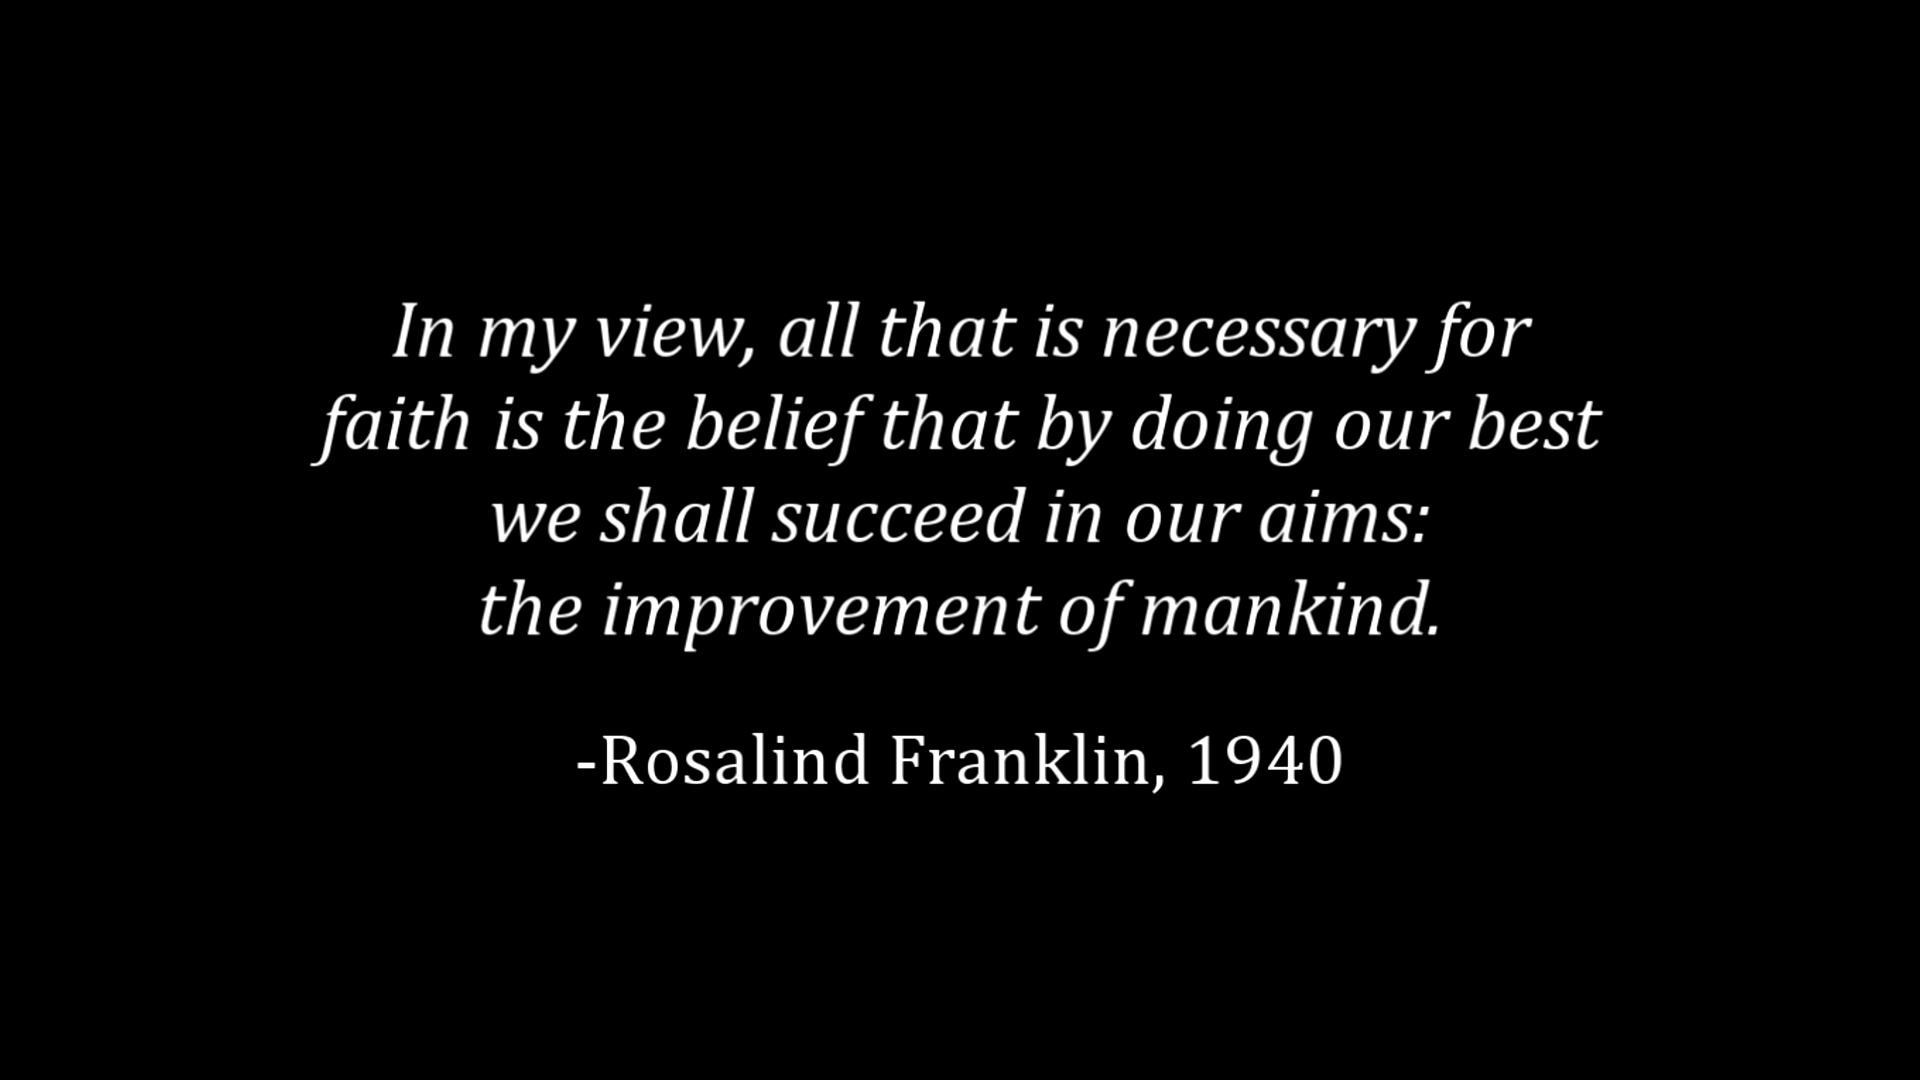 In my view, all that is necessary for
faith is the belief that by doing our best
we shall succeed in our aims:
the improvement of mankind.
-Rosalind Franklin, 1940